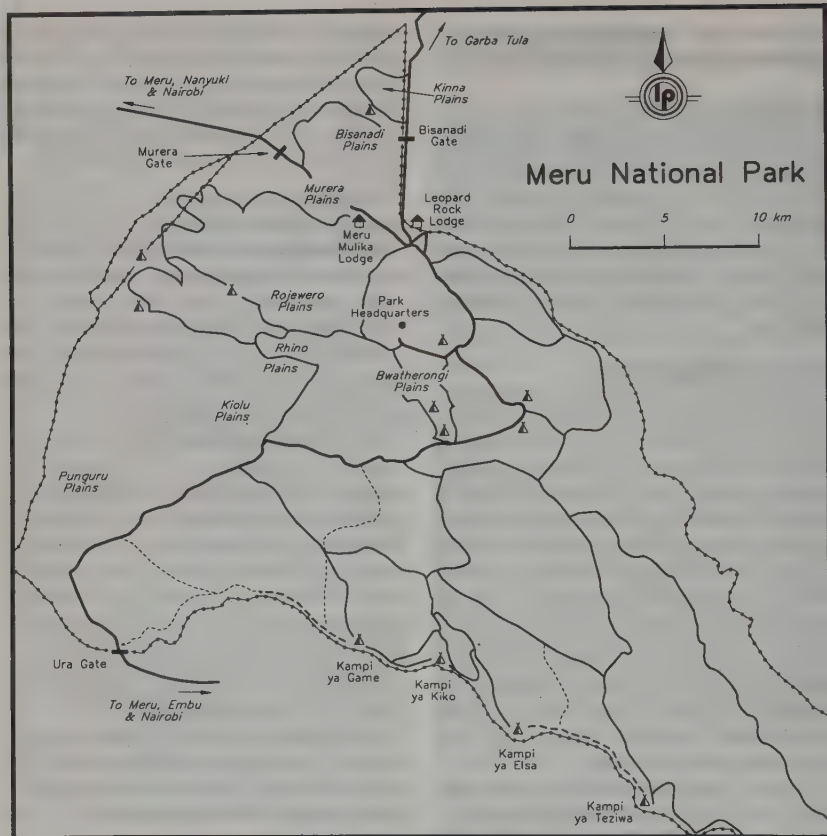 To Garba Tula
To Meru, Nanyuki
& Nairobi
Kinna
Plains
Bisanadi
Plains
Bisanadi
Gate
Murera
Gate
lp
Meru National Park
Murera
Plains
Leopard
Rock
Lodge
0 5 10 km
Meru
Mulika
Lodge
Rojewero
Plains
Park
Headquarters
Rhino
Plains
Bwatherongi
Plains
Kiolu
Plains
Punguru
Plains
Ura Gate
Kampi
ya Game
Kampi
ya Kiko
To Meru, Embu
& Nairobi
Kampi
ya Elsa
Kampi
ya Teziwa